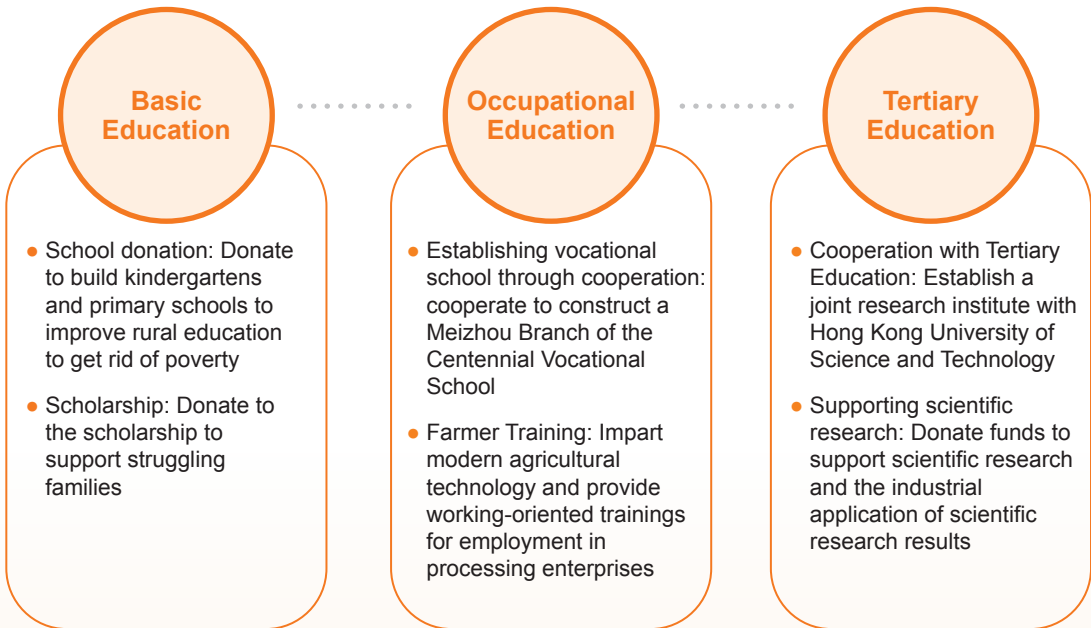 Basic
Education
Occupational
Education
Tertiary
Education
● School donation: Donate
to build kindergartens
and primary schools to
improve rural education
to get rid of poverty
● Scholarship: Donate to
the scholarship to
support struggling
families
● Establishing vocational
school through cooperation:
cooperate to construct a
Meizhou Branch of the
Centennial Vocational
School
● Farmer Training: Impart
modern agricultural
technology and provide
working-oriented trainings
for employment in
processing enterprises
● Cooperation with Tertiary
Education: Establish a
joint research institute with
Hong Kong University of
Science and Technology
● Supporting scientific
research: Donate funds to
support scientific research
and the industrial
application of scientific
research results